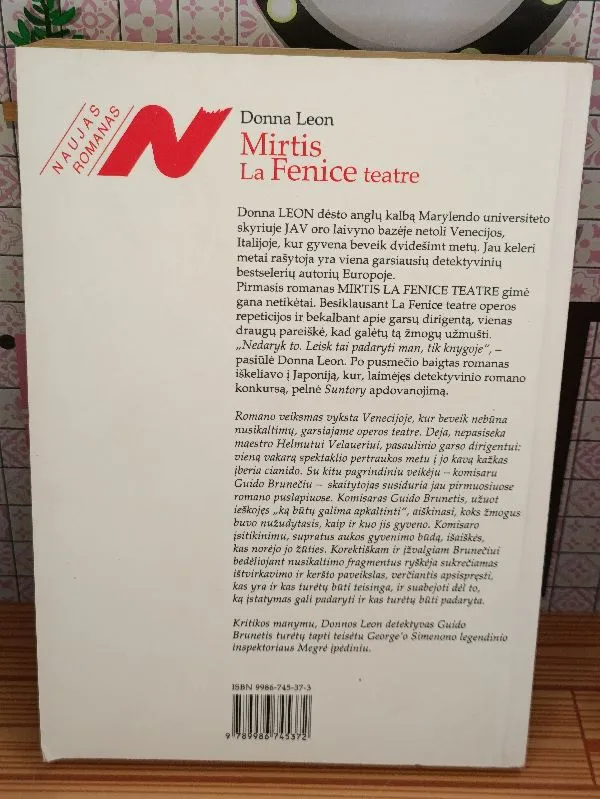 NAUJAS
ROMANAS
N
Donna Leon
Mirtis
La Fenice teatre
Donna LEON dėsto anglų kalbą Marylendo universiteto
skyriuje JAV oro laivyno bazėje netoli Venecijos,
Italijoje, kur gyvena beveik dvidešimt metų. Jau keleri
metai rašytoja yra viena garsiausių detektyvinių
bestselerių autorių Europoje.
Pirmasis romanas MIRTIS LA FENICE TEATRE gimė
gana netikėtai. Besiklausant La Fenice teatre operos
repeticijos ir bekalbant apie garsų dirigentą, vienas
draugų pareiškė, kad galėtų tą žmogų užmušti.
„Nedaryk to. Leisk tai padaryti man, tik knygoje“, –
pasiūlė Donna Leon. Po pusmečio baigtas romanas
iškeliavo į Japoniją, kur, laimėjęs detektyvinio romano
konkursą, pelnė Suntory apdovanojimą.
Romano veiksmas vyksta Venecijoje, kur beveik nebūna
nusikaltimų, garsiajame operos teatre. Deja, nepasiseka
maestro Helmutui Velaueriui, pasaulinio garso dirigentui:
vieną vakarą spektaklio pertraukos metu į jo kavą kažkas
įberia cianido. Su kitu pagrindiniu veikėju – komisaru
Guido Brunečiu – skaitytojas susiduria jau pirmuosiuose
romano puslapiuose. Komisaras Guido Brunetis, užuot
ieškojęs „ką būtų galima apkaltinti“, aiškinasi, koks žmogus
buvo nužudytasis, kaip ir kuo jis gyveno. Komisaro
įsitikinimu, supratus aukos gyvenimo būdą, išaiškės,
kas norėjo jo žūties. Korektiškam ir įžvalgiam Brunečiui
bedėliojant nusikaltimo fragmentus ryškėja sukrečiamas
ištvirkavimo ir keršto paveikslas, verčiantis apsispręsti,
kas yra ir kas turėtų būti teisinga, ir suabejoti dėl to,
ką įstatymas gali padaryti ir kas turėtų būti padaryta.
Kritikos manymu, Donnos Leon detektyvas Guido
Brunetis turėtų tapti teisėtu George'o Simenono legendinio
inspektoriaus Megrė įpėdiniu.
ISBN 9986-745-37-3
9 789986 745372